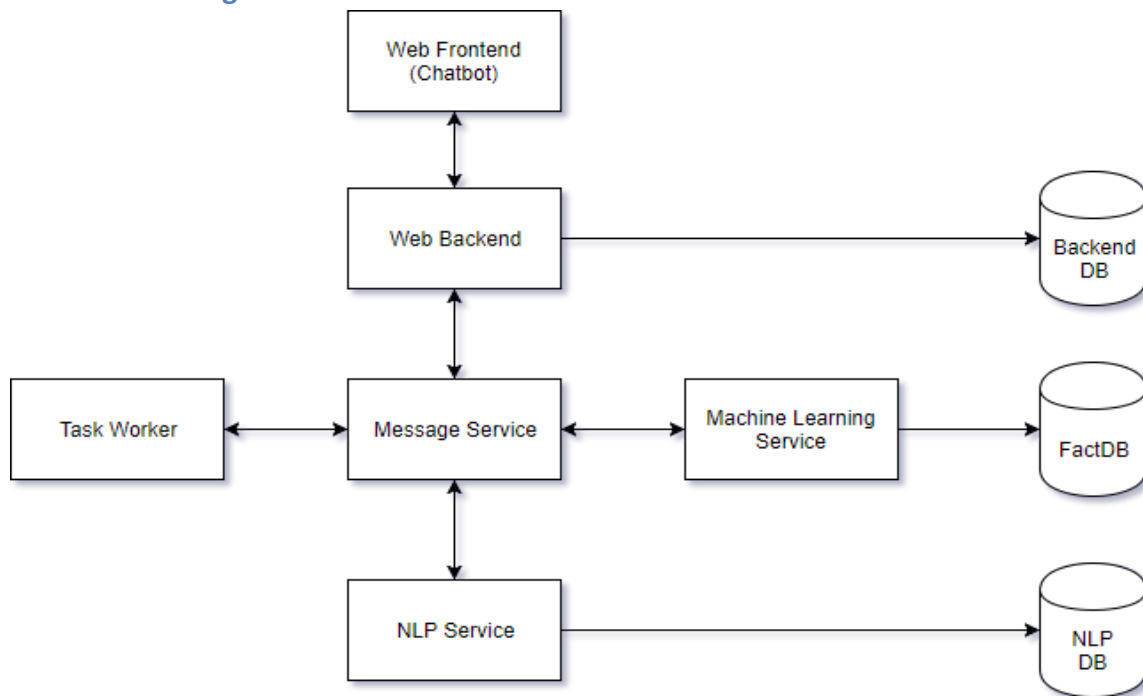 Web Frontend
(Chatbot)
Web Backend
Backend
DB
Task Worker
Message Service
Machine Learning
Service
FactDB
NLP Service
NLP
DB